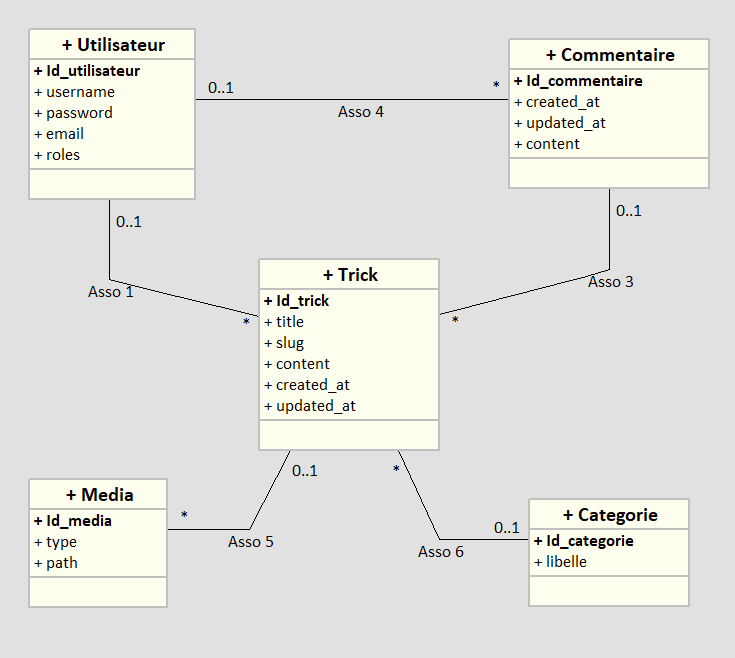 + Utilisateur
+ Id_utilisateur
+ username
+ password
+ email
+ roles
+ Commentaire
+ Id_commentaire
+ created_at
+ updated_at
+ content
0..1
*
Asso 4
0..1
Asso 1
*
0..1
Asso 3
*
+ Trick
+ Id_trick
+ title
+ slug
+ content
+ created_at
+ updated_at
0..1
*
Asso 5
*
0..1
Asso 6
+ Media
+ Id_media
+ type
+ path
+ Categorie
+ Id_categorie
+ libelle